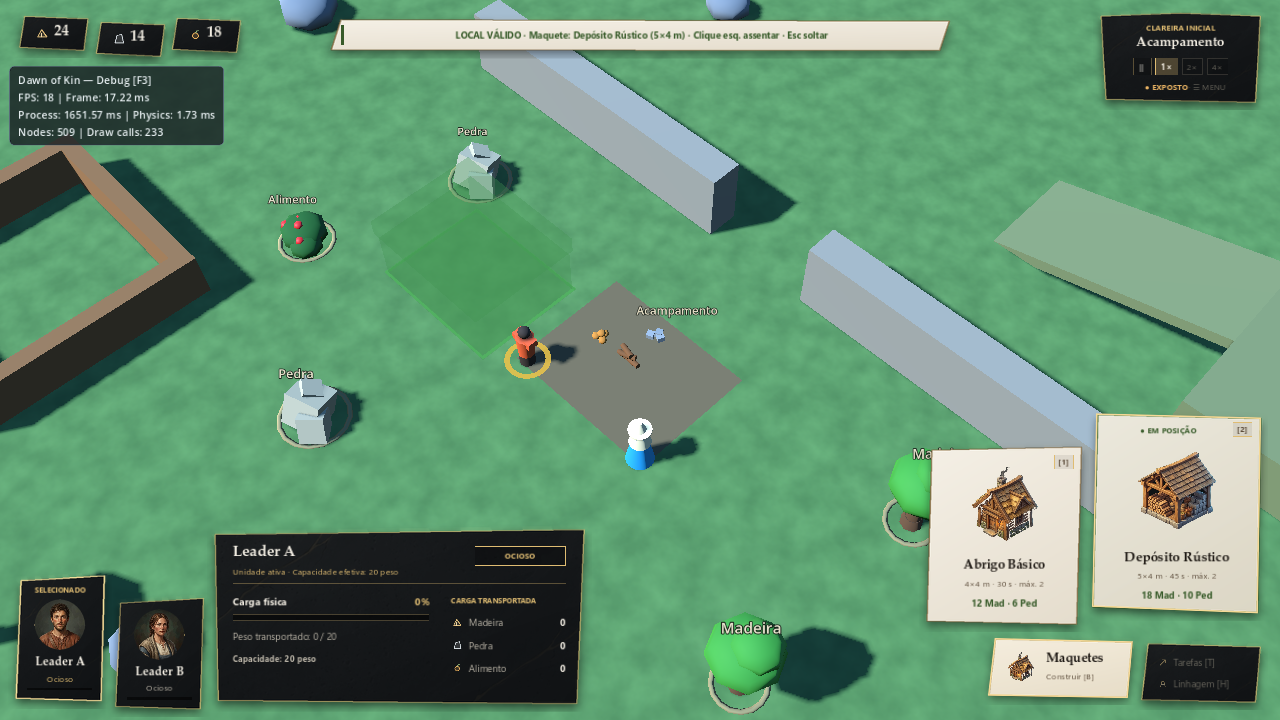 24
14
18
LOCAL VÁLIDO · Maquete: Depósito Rústico (5×4 m) · Clique esq. assentar · Esc soltar
CLAREIRA INICIAL
Acampamento
|| 1× 2× 4×
● EXPOSTO ☰ MENU
Dawn of Kin — Debug [F3]
FPS: 18 | Frame: 17.22 ms
Process: 1651.57 ms | Physics: 1.73 ms
Nodes: 509 | Draw calls: 233
Pedra
Alimento
Acampamento
Pedra
Madeira
SELECIONADO
Leader A
Ocioso
Leader B
Ocioso
Leader A
OCIOSO
Unidade ativa · Capacidade efetiva: 20 peso
Carga física 0%
Peso transportado: 0 / 20
Capacidade: 20 peso
CARGA TRANSPORTADA
Madeira 0
Pedra 0
Alimento 0
[1]
Abrigo Básico
4×4 m · 30 s · máx. 2
12 Mad · 6 Ped
● EM POSIÇÃO [2]
Depósito Rústico
5×4 m · 45 s · máx. 2
18 Mad · 10 Ped
Maquetes
Construir [B]
Tarefas [T]
Linhagem [H]